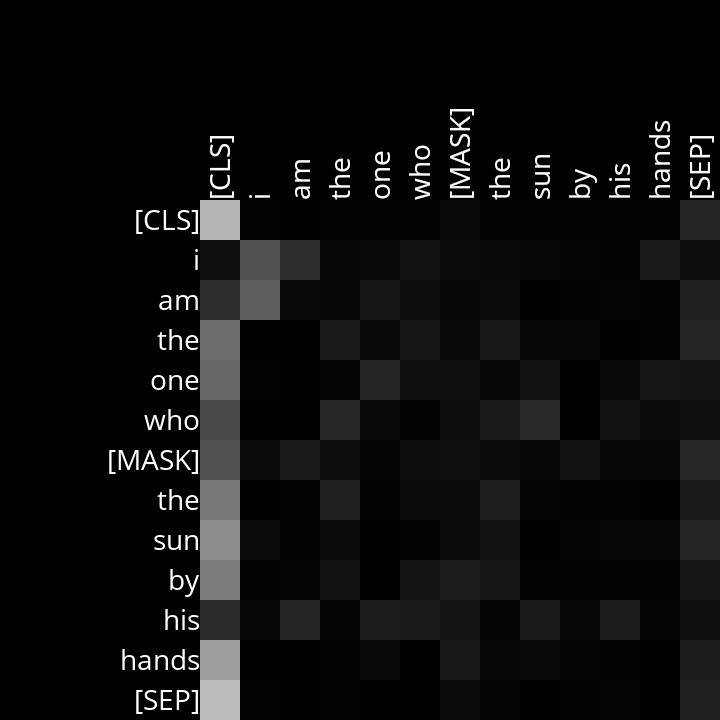 [CLS] i am the one who [MASK] the sun by his hands [SEP]
[CLS]
i
am
the
one
who
[MASK]
the
sun
by
his
hands
[SEP]